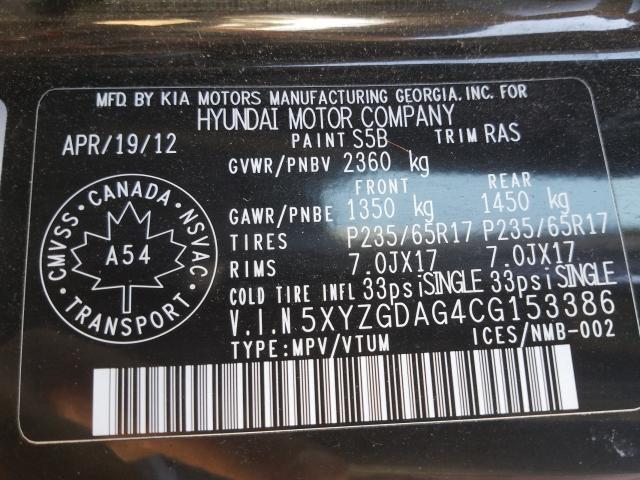 MFD. BY KIA MOTORS MANUFACTURING GEORGIA, INC. FOR
HYUNDAI MOTOR COMPANY
APR/19/12 PAINT S5B TRIM RAS
GVWR/PNBV 2360 kg
FRONT REAR
GAWR/PNBE 1350 kg 1450 kg
TIRES P235/65R17 P235/65R17
RIMS 7.0JX17 7.0JX17
COLD TIRE INFL 33psi SINGLE 33psi SINGLE
V.I.N 5XYZGDAG4CG153386
TYPE:MPV/VTUM ICES/NMB-002
CMVSS · CANADA · NSVAC
A54
TRANSPORT